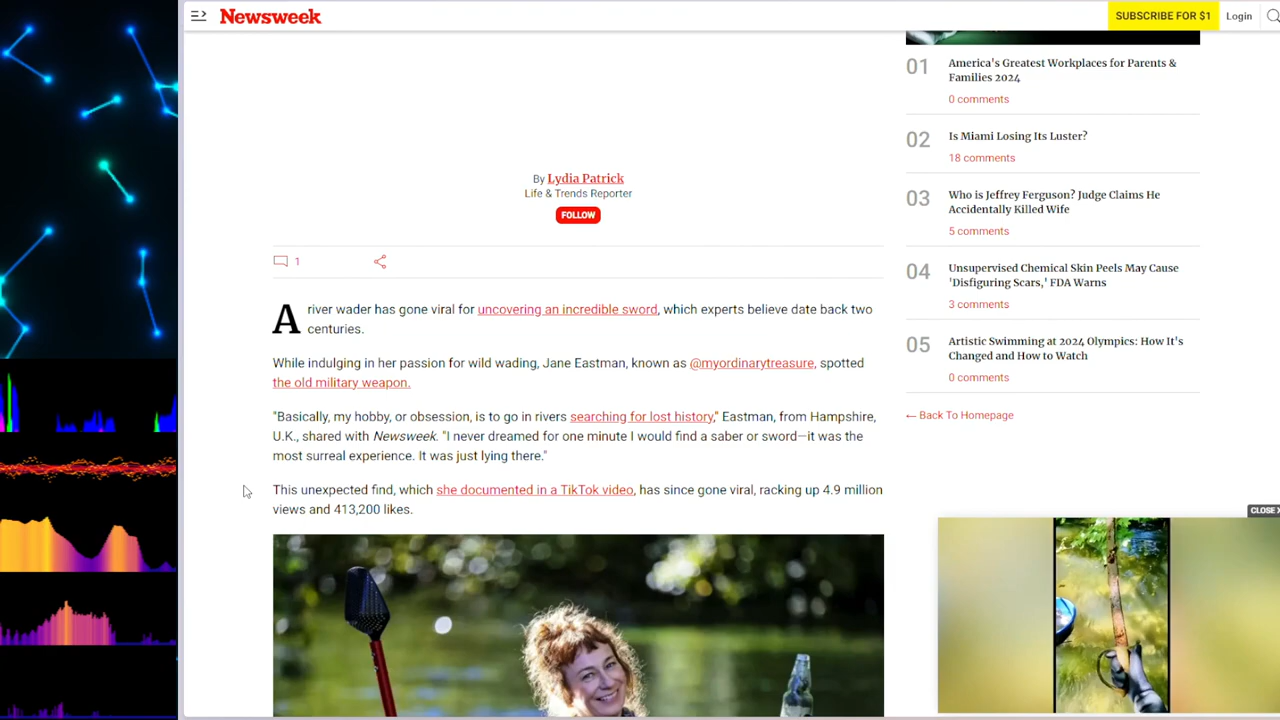 Newsweek
SUBSCRIBE FOR $1
Login
By Lydia Patrick
Life & Trends Reporter
FOLLOW
1
A river wader has gone viral for uncovering an incredible sword, which experts believe date back two
centuries.
While indulging in her passion for wild wading, Jane Eastman, known as @myordinarytreasure, spotted
the old military weapon.
"Basically, my hobby, or obsession, is to go in rivers searching for lost history," Eastman, from Hampshire,
U.K., shared with Newsweek. "I never dreamed for one minute I would find a saber or sword—it was the
most surreal experience. It was just lying there."
This unexpected find, which she documented in a TikTok video, has since gone viral, racking up 4.9 million
views and 413,200 likes.
01
America's Greatest Workplaces for Parents &
Families 2024
0 comments
02
Is Miami Losing Its Luster?
18 comments
03
Who is Jeffrey Ferguson? Judge Claims He
Accidentally Killed Wife
5 comments
04
Unsupervised Chemical Skin Peels May Cause
'Disfiguring Scars,' FDA Warns
3 comments
05
Artistic Swimming at 2024 Olympics: How It's
Changed and How to Watch
0 comments
← Back To Homepage
CLOSE X